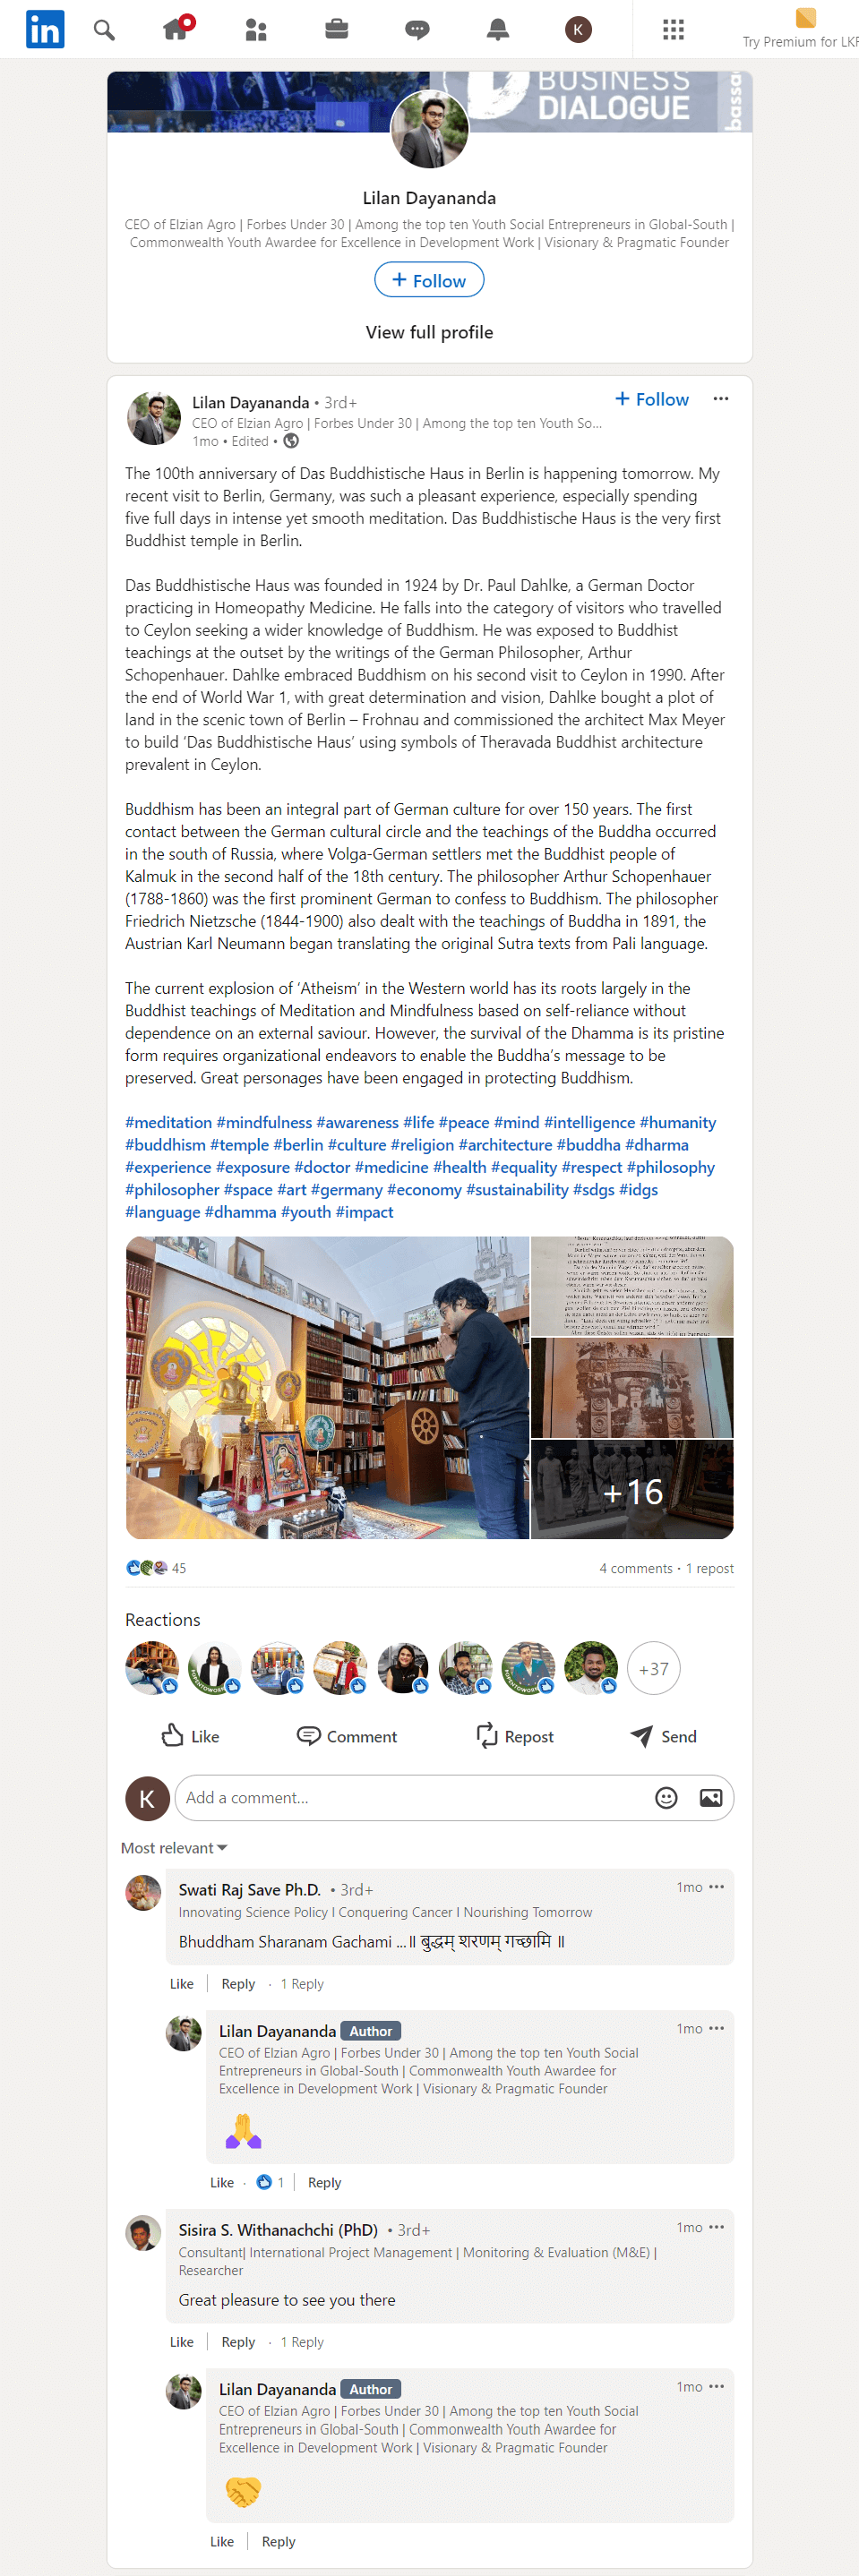 in
K
Try Premium for LKR
BUSINESS
DIALOGUE
bassa
Lilan Dayananda
CEO of Elzian Agro | Forbes Under 30 | Among the top ten Youth Social Entrepreneurs in Global-South |
Commonwealth Youth Awardee for Excellence in Development Work | Visionary & Pragmatic Founder
+ Follow
View full profile
Lilan Dayananda • 3rd+
+ Follow
CEO of Elzian Agro | Forbes Under 30 | Among the top ten Youth So...
1mo • Edited •
The 100th anniversary of Das Buddhistische Haus in Berlin is happening tomorrow. My
recent visit to Berlin, Germany, was such a pleasant experience, especially spending
five full days in intense yet smooth meditation. Das Buddhistische Haus is the very first
Buddhist temple in Berlin.
Das Buddhistische Haus was founded in 1924 by Dr. Paul Dahlke, a German Doctor
practicing in Homeopathy Medicine. He falls into the category of visitors who travelled
to Ceylon seeking a wider knowledge of Buddhism. He was exposed to Buddhist
teachings at the outset by the writings of the German Philosopher, Arthur
Schopenhauer. Dahlke embraced Buddhism on his second visit to Ceylon in 1990. After
the end of World War 1, with great determination and vision, Dahlke bought a plot of
land in the scenic town of Berlin – Frohnau and commissioned the architect Max Meyer
to build ‘Das Buddhistische Haus’ using symbols of Theravada Buddhist architecture
prevalent in Ceylon.
Buddhism has been an integral part of German culture for over 150 years. The first
contact between the German cultural circle and the teachings of the Buddha occurred
in the south of Russia, where Volga-German settlers met the Buddhist people of
Kalmuk in the second half of the 18th century. The philosopher Arthur Schopenhauer
(1788-1860) was the first prominent German to confess to Buddhism. The philosopher
Friedrich Nietzsche (1844-1900) also dealt with the teachings of Buddha in 1891, the
Austrian Karl Neumann began translating the original Sutra texts from Pali language.
The current explosion of ‘Atheism’ in the Western world has its roots largely in the
Buddhist teachings of Meditation and Mindfulness based on self-reliance without
dependence on an external saviour. However, the survival of the Dhamma is its pristine
form requires organizational endeavors to enable the Buddha’s message to be
preserved. Great personages have been engaged in protecting Buddhism.
#meditation #mindfulness #awareness #life #peace #mind #intelligence #humanity
#buddhism #temple #berlin #culture #religion #architecture #buddha #dharma
#experience #exposure #doctor #medicine #health #equality #respect #philosophy
#philosopher #space #art #germany #economy #sustainability #sdgs #idgs
#language #dhamma #youth #impact
+16
45
4 comments • 1 repost
Reactions
+37
Like
Comment
Repost
Send
K
Add a comment...
Most relevant
Swati Raj Save Ph.D. • 3rd+
1mo
Innovating Science Policy I Conquering Cancer I Nourishing Tomorrow
Bhuddham Sharanam Gachami ...॥ बुद्धम् शरणम् गच्छामि ॥
Like | Reply · 1 Reply
Lilan Dayananda Author
1mo
CEO of Elzian Agro | Forbes Under 30 | Among the top ten Youth Social
Entrepreneurs in Global-South | Commonwealth Youth Awardee for
Excellence in Development Work | Visionary & Pragmatic Founder
Like · 1 | Reply
Sisira S. Withanachchi (PhD) • 3rd+
1mo
Consultant| International Project Management | Monitoring & Evaluation (M&E) |
Researcher
Great pleasure to see you there
Like | Reply · 1 Reply
Lilan Dayananda Author
1mo
CEO of Elzian Agro | Forbes Under 30 | Among the top ten Youth Social
Entrepreneurs in Global-South | Commonwealth Youth Awardee for
Excellence in Development Work | Visionary & Pragmatic Founder
Like | Reply